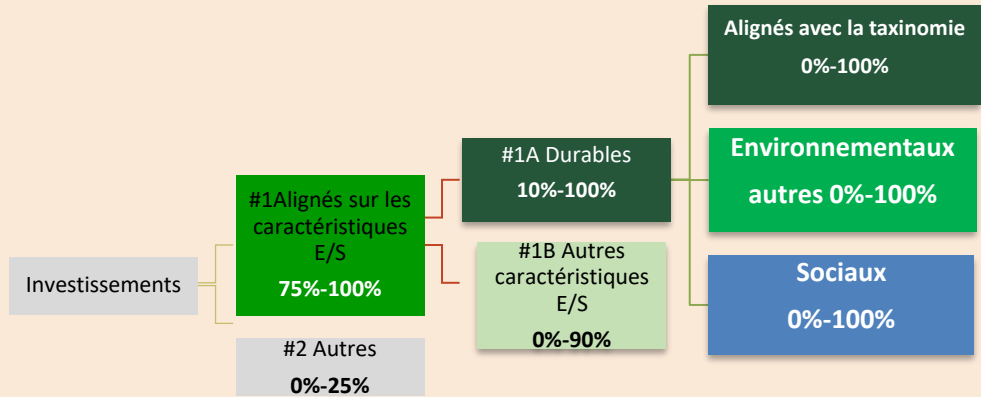 Investissements
#1Alignés sur les
caractéristiques
E/S
75%-100%
#2 Autres
0%-25%
#1A Durables
10%-100%
#1B Autres
caractéristiques
E/S
0%-90%
Alignés avec la taxinomie
0%-100%
Environnementaux
autres 0%-100%
Sociaux
0%-100%